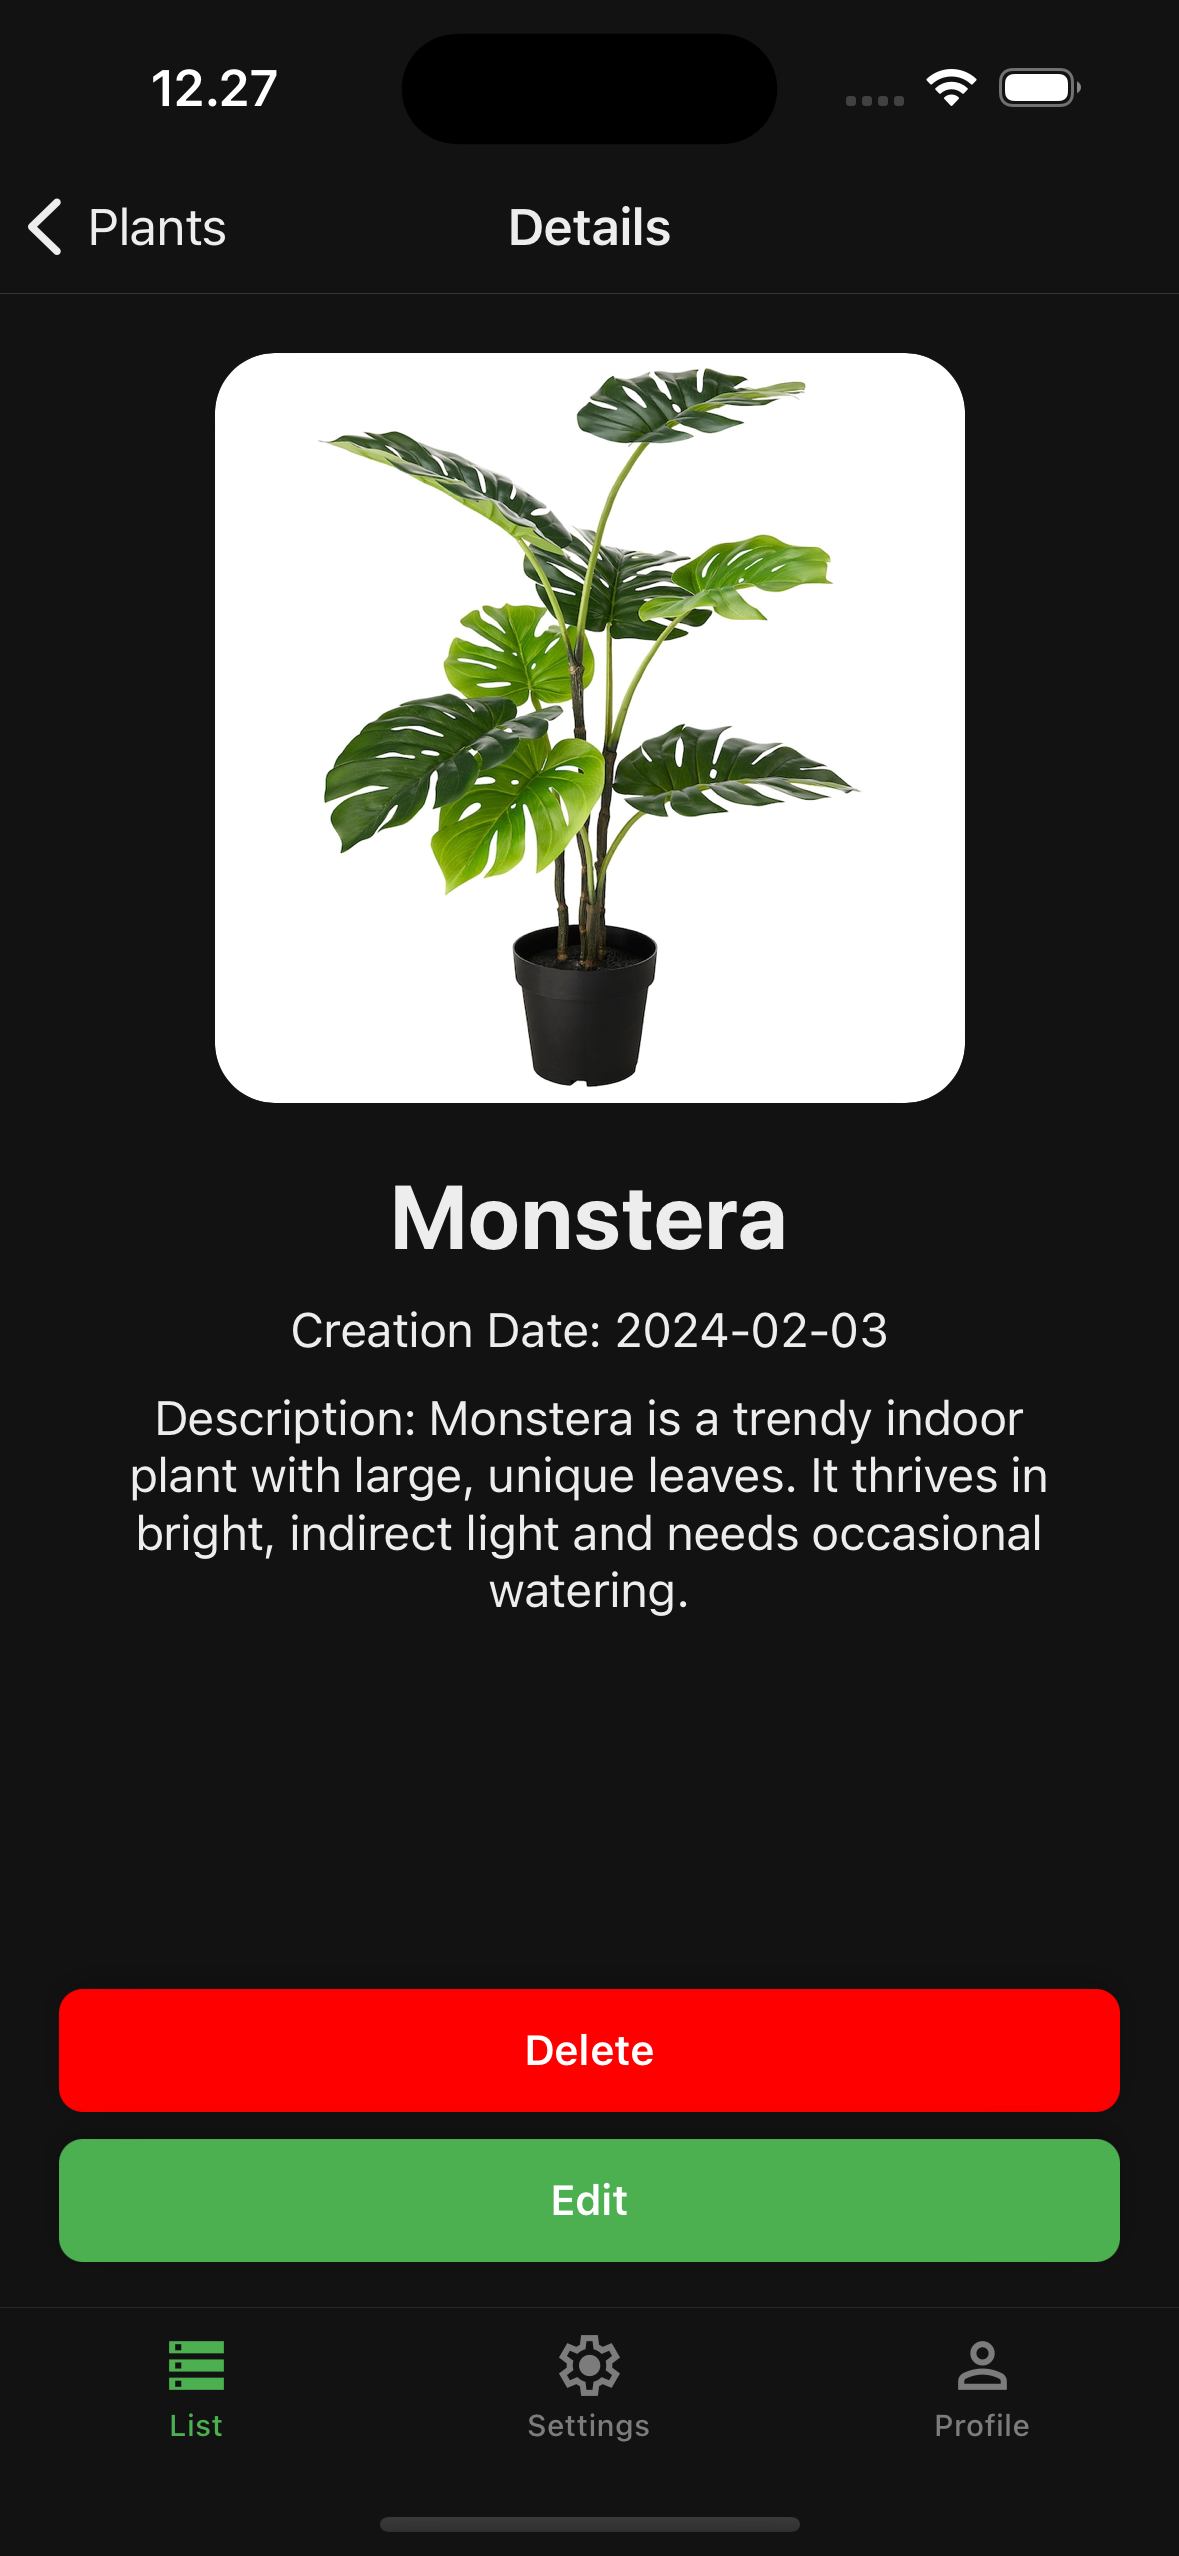 12.27
Plants
Details
Monstera
Creation Date: 2024-02-03
Description: Monstera is a trendy indoor
plant with large, unique leaves. It thrives in
bright, indirect light and needs occasional
watering.
Delete
Edit
List
Settings
Profile